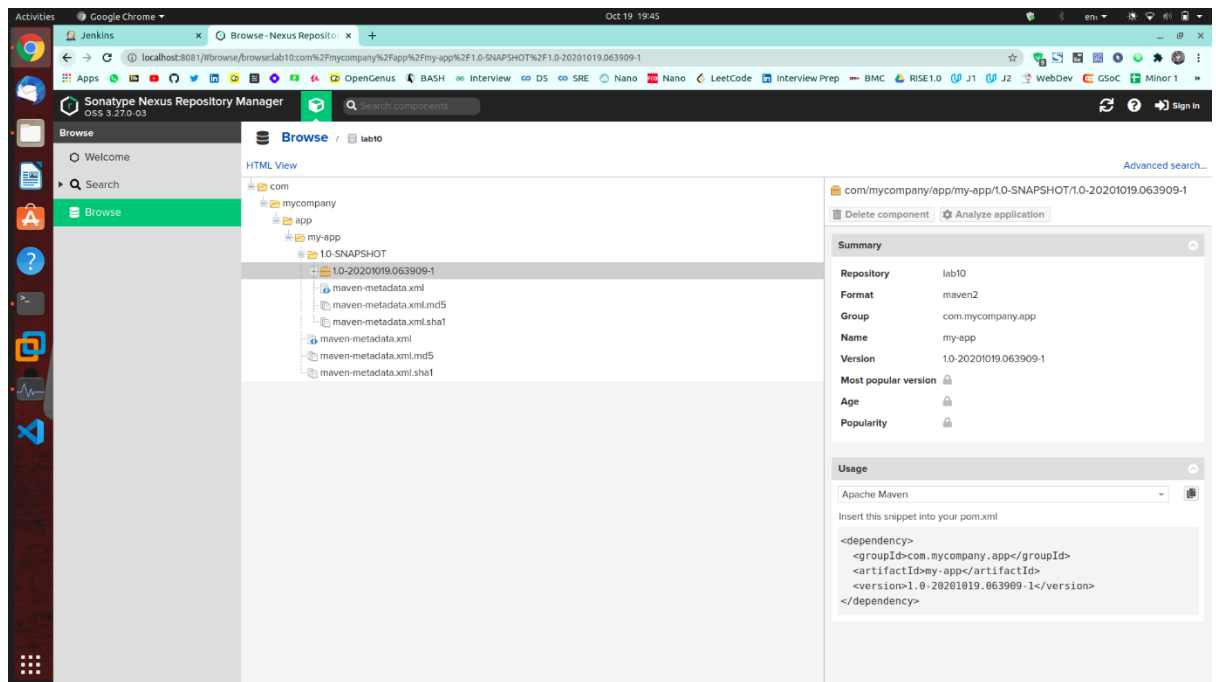 Activities
Google Chrome
Oct 19 19:45
Jenkins
Browse - Nexus Repositor
localhost:8081/#browse/browse:lab10:com%2Fmycompany%2Fapp%2Fmy-app%2F1.0-SNAPSHOT%2F1.0-20201019.063909-1
Apps
OpenGenus
BASH
Interview
DS
SRE
Nano
Nano
LeetCode
Interview Prep
BMC
RISE1.0
J1
J2
WebDev
GSoC
Minor 1
»
Sonatype Nexus Repository Manager
OSS 3.27.0-03
Search components
Sign in
Browse
Welcome
Search
Browse
Browse / lab10
HTML View
Advanced search...
com
mycompany
app
my-app
1.0-SNAPSHOT
1.0-20201019.063909-1
maven-metadata.xml
maven-metadata.xml.md5
maven-metadata.xml.sha1
maven-metadata.xml
maven-metadata.xml.md5
maven-metadata.xml.sha1
com/mycompany/app/my-app/1.0-SNAPSHOT/1.0-20201019.063909-1
Delete component
Analyze application
Summary
Repository lab10
Format maven2
Group com.mycompany.app
Name my-app
Version 1.0-20201019.063909-1
Most popular version
Age
Popularity
Usage
Apache Maven
Insert this snippet into your pom.xml
<dependency>
<groupId>com.mycompany.app</groupId>
<artifactId>my-app</artifactId>
<version>1.0-20201019.063909-1</version>
</dependency>